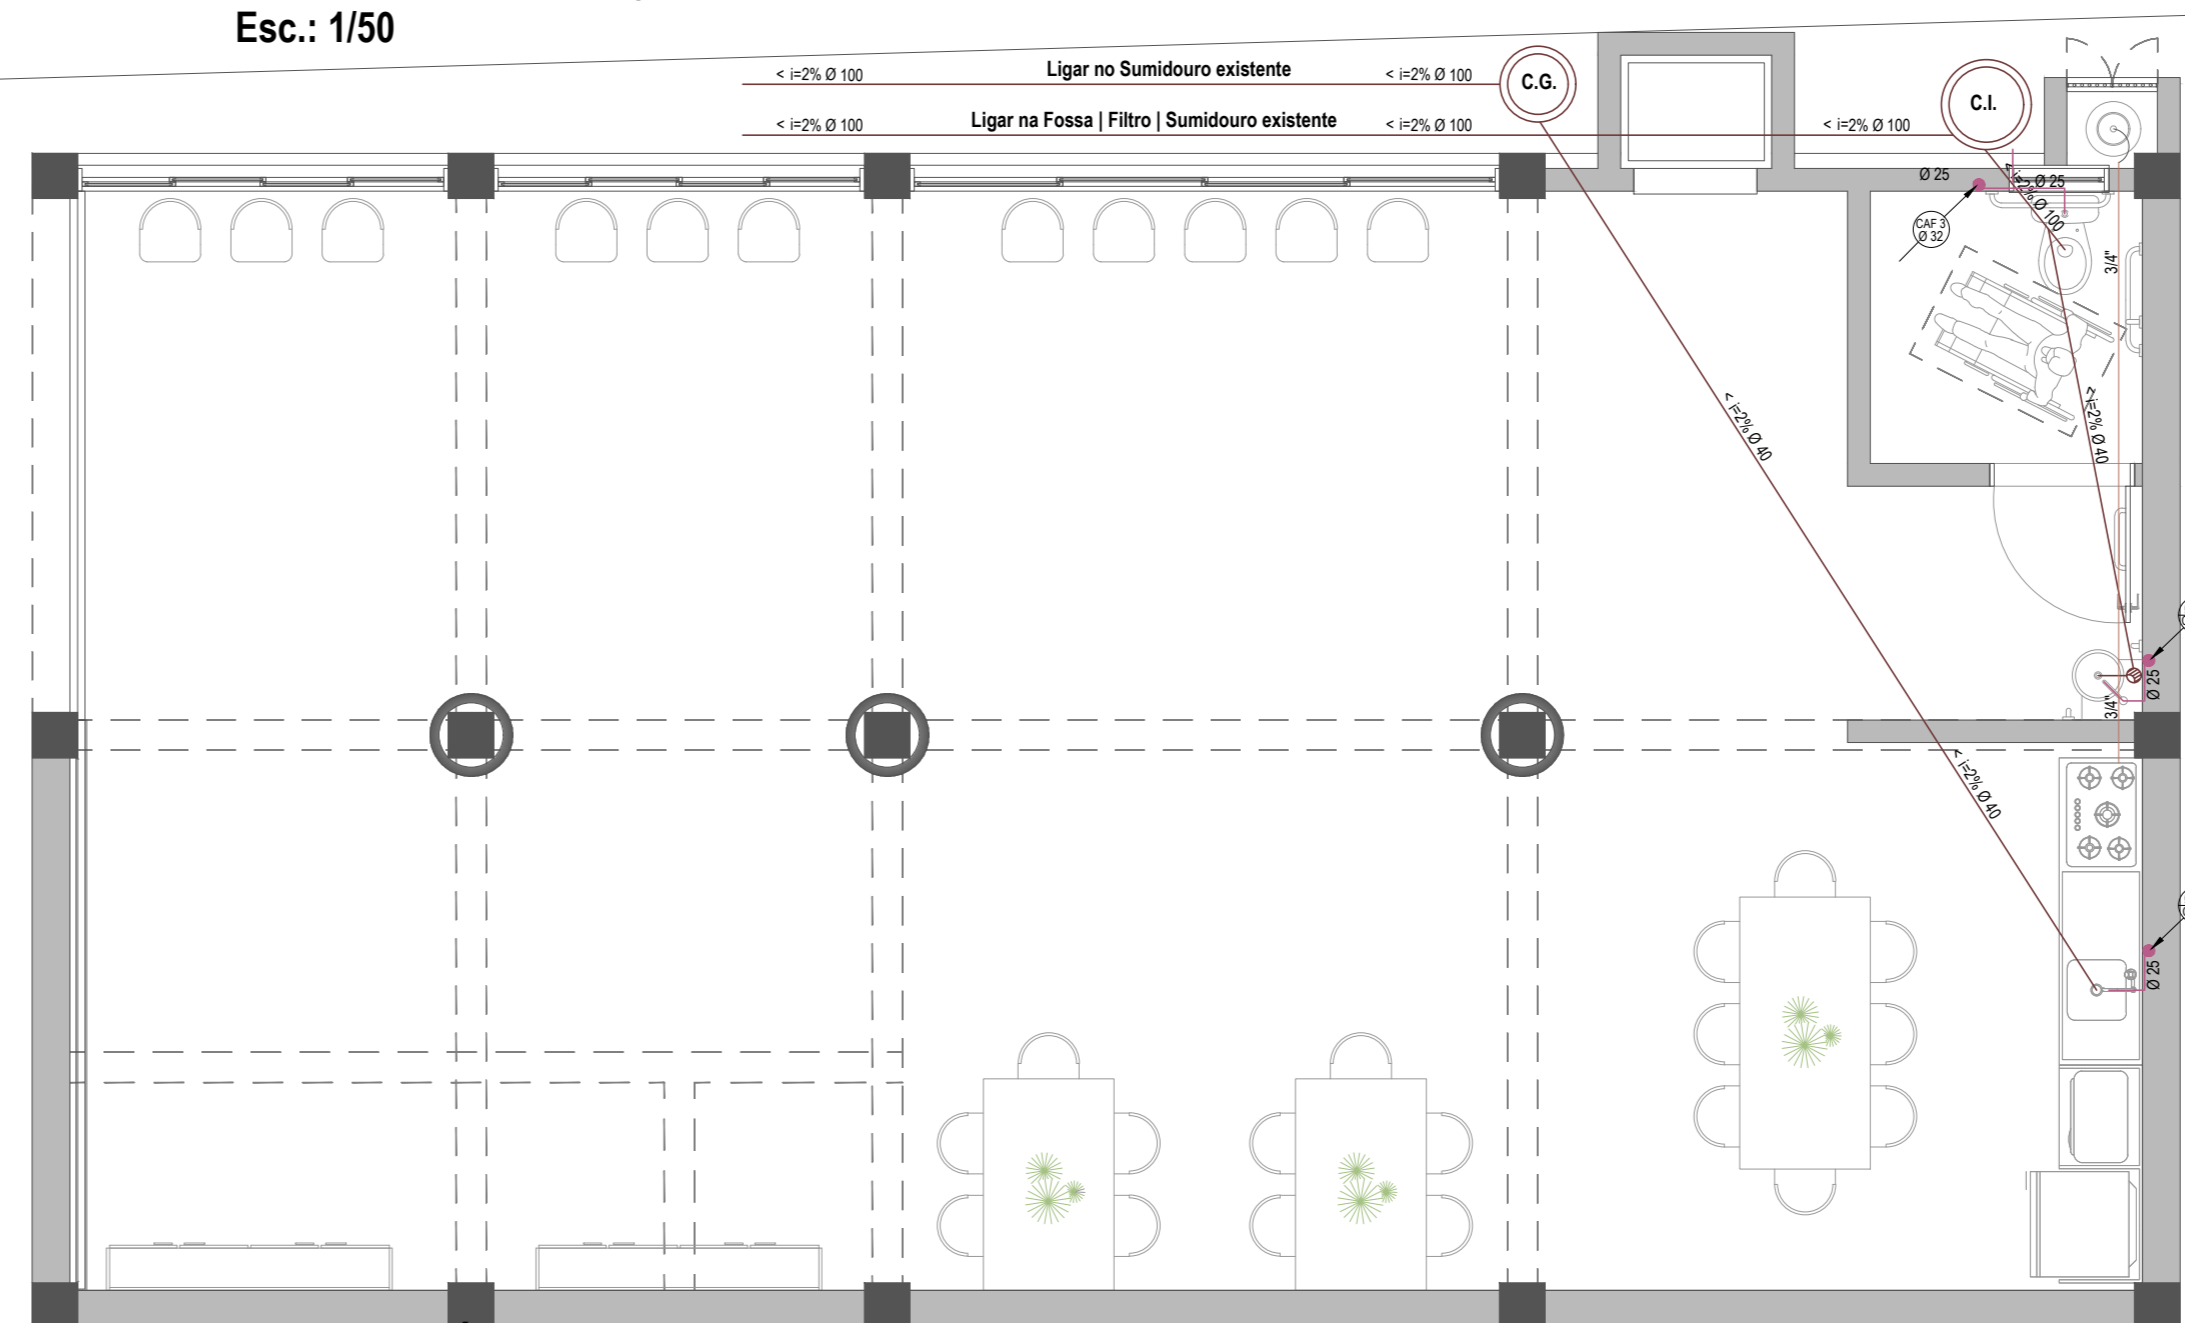 Esc.: 1/50
< i=2% Ø 100
Ligar no Sumidouro existente
< i=2% Ø 100
C.G.
C.I.
< i=2% Ø 100
Ligar na Fossa | Filtro | Sumidouro existente
< i=2% Ø 100
< i=2% Ø 100
Ø 25
Ø 25
< i=2% Ø 100
CAF 3
Ø 32
3/4"
< i=2% Ø 40
< i=2% Ø 40
Ø 25
3/4"
< i=2% Ø 40
Ø 25